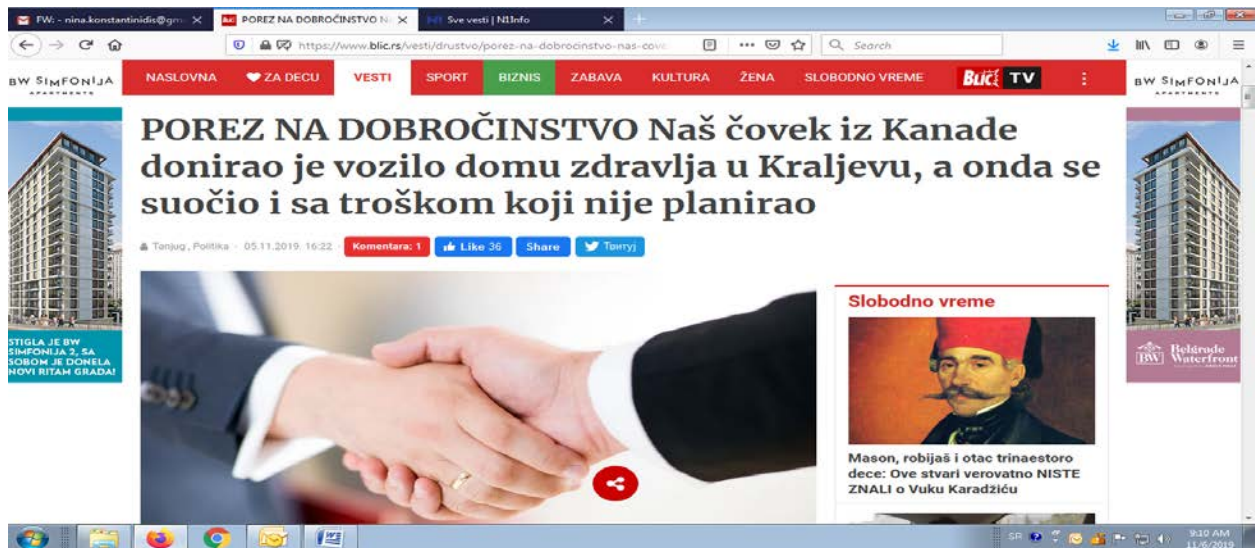 FW: - nina.konstantinidis@gm
POREZ NA DOBROČINSTVO N
Sve vesti | N1Info
https://www.blic.rs/vesti/drustvo/porez-na-dobrocinstvo-nas-cove
Search
BW SIMFONIJA
APARTMENTS
NASLOVNA
ZA DECU
VESTI
SPORT
BIZNIS
ZABAVA
KULTURA
ŽENA
SLOBODNO VREME
BLIC TV
BW SIMFONIJA
APARTMENTS
POREZ NA DOBROČINSTVO Naš čovek iz Kanade
donirao je vozilo domu zdravlja u Kraljevu, a onda se
suočio i sa troškom koji nije planirao
Tanjug, Politika - 05.11.2019. 16:22
Komentara: 1
Like 36
Share
Твитуј
STIGLA JE BW
SIMFONIJA 2, SA
SOBOM JE DONELA
NOVI RITAM GRADA!
Slobodno vreme
Mason, robijaš i otac trinaestoro
dece: Ove stvari verovatno NISTE
ZNALI o Vuku Karadžiću
BW
Belgrade
Waterfront
SR
9:10 AM
11/6/2019